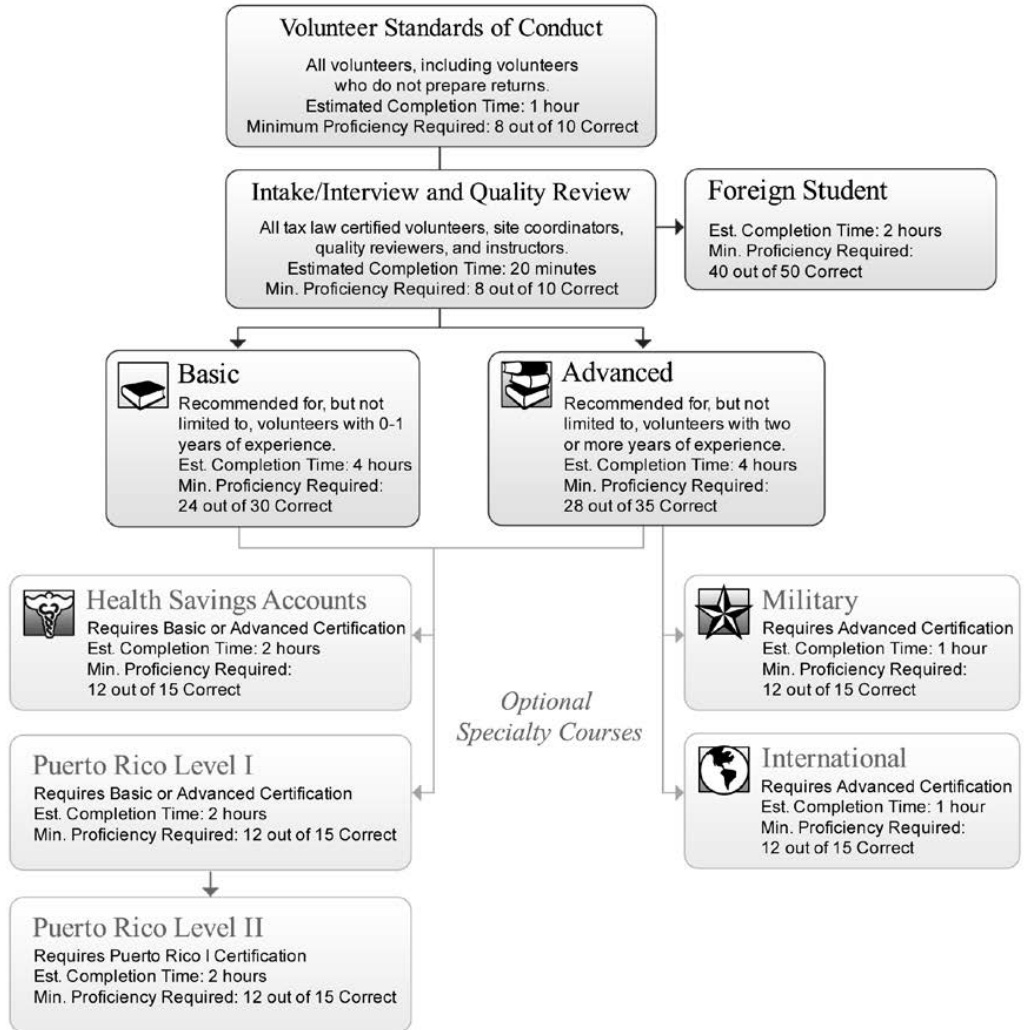 Volunteer Standards of Conduct
All volunteers, including volunteers
who do not prepare returns.
Estimated Completion Time: 1 hour
Minimum Proficiency Required: 8 out of 10 Correct
Intake/Interview and Quality Review
All tax law certified volunteers, site coordinators,
quality reviewers, and instructors.
Estimated Completion Time: 20 minutes
Min. Proficiency Required: 8 out of 10 Correct
Foreign Student
Est. Completion Time: 2 hours
Min. Proficiency Required:
40 out of 50 Correct
Basic
Recommended for, but not
limited to, volunteers with 0-1
years of experience.
Est. Completion Time: 4 hours
Min. Proficiency Required:
24 out of 30 Correct
Advanced
Recommended for, but not
limited to, volunteers with two
or more years of experience.
Est. Completion Time: 4 hours
Min. Proficiency Required:
28 out of 35 Correct
Health Savings Accounts
Requires Basic or Advanced Certification
Est. Completion Time: 2 hours
Min. Proficiency Required:
12 out of 15 Correct
Military
Requires Advanced Certification
Est. Completion Time: 1 hour
Min. Proficiency Required:
12 out of 15 Correct
Optional
Specialty Courses
Puerto Rico Level I
Requires Basic or Advanced Certification
Est. Completion Time: 2 hours
Min. Proficiency Required: 12 out of 15 Correct
International
Requires Advanced Certification
Est. Completion Time: 1 hour
Min. Proficiency Required:
12 out of 15 Correct
Puerto Rico Level II
Requires Puerto Rico I Certification
Est. Completion Time: 2 hours
Min. Proficiency Required: 12 out of 15 Correct